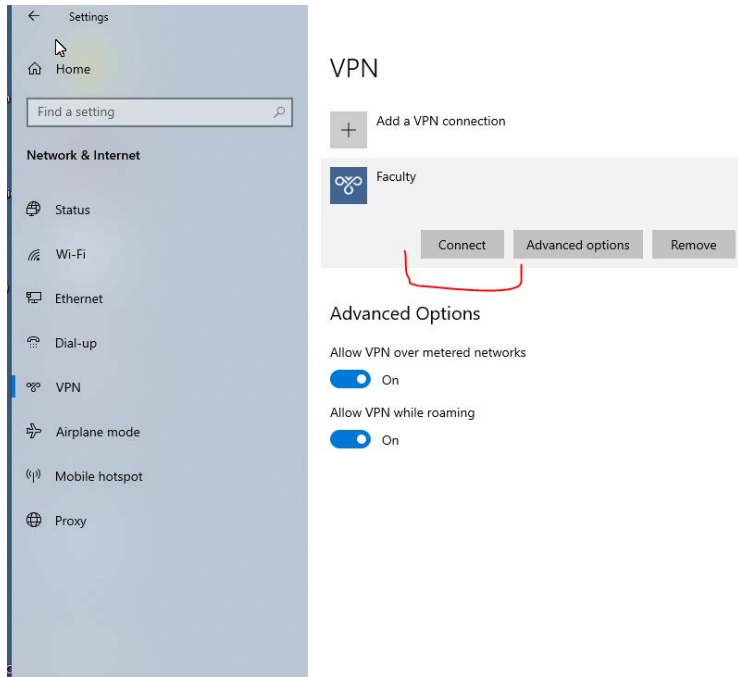 Settings
Home
Find a setting
Network & Internet
Status
Wi-Fi
Ethernet
Dial-up
VPN
Airplane mode
Mobile hotspot
Proxy
VPN
Add a VPN connection
Faculty
Connect Advanced options Remove
Advanced Options
Allow VPN over metered networks
On
Allow VPN while roaming
On